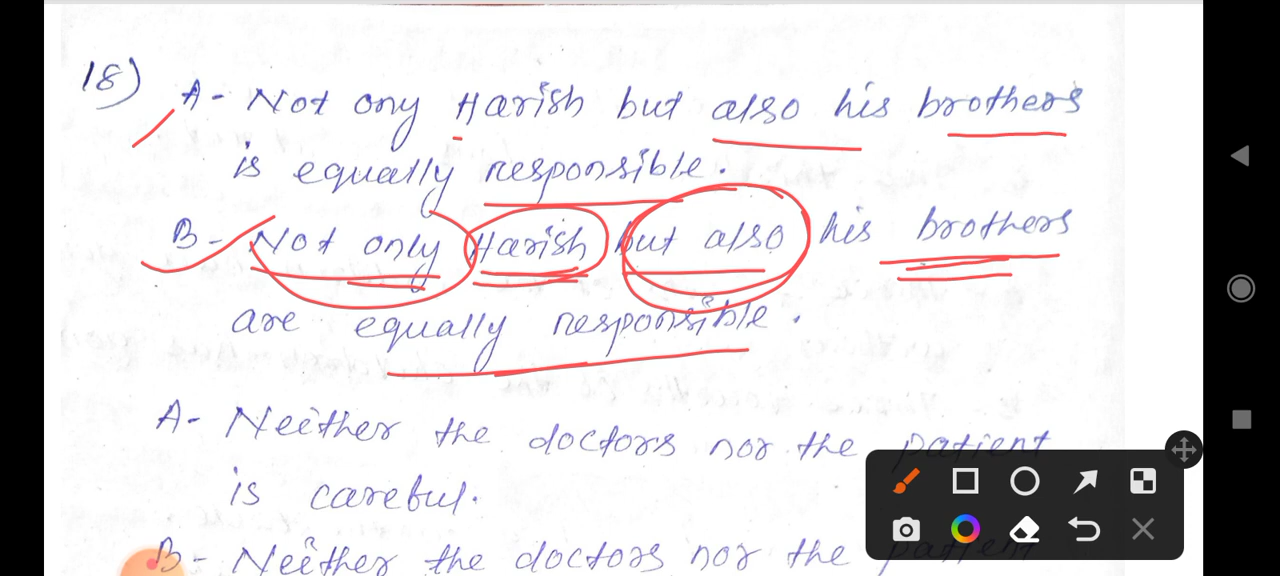 18) A- Not ony Harish but also his brothers
is equally responsible.
B- Not only Harish but also his brothers
are equally responsible.
A- Neither the doctors nor the patient
is careful.
B- Neither the doctors nor the patient